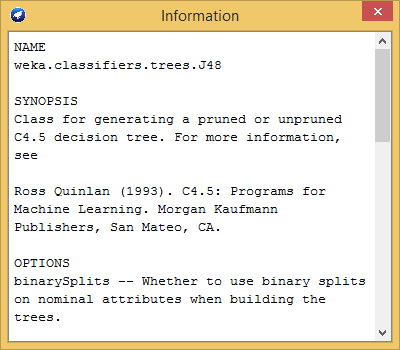 Information
NAME
weka.classifiers.trees.J48
SYNOPSIS
Class for generating a pruned or unpruned
C4.5 decision tree. For more information,
see
Ross Quinlan (1993). C4.5: Programs for
Machine Learning. Morgan Kaufmann
Publishers, San Mateo, CA.
OPTIONS
binarySplits -- Whether to use binary splits
on nominal attributes when building the
trees.